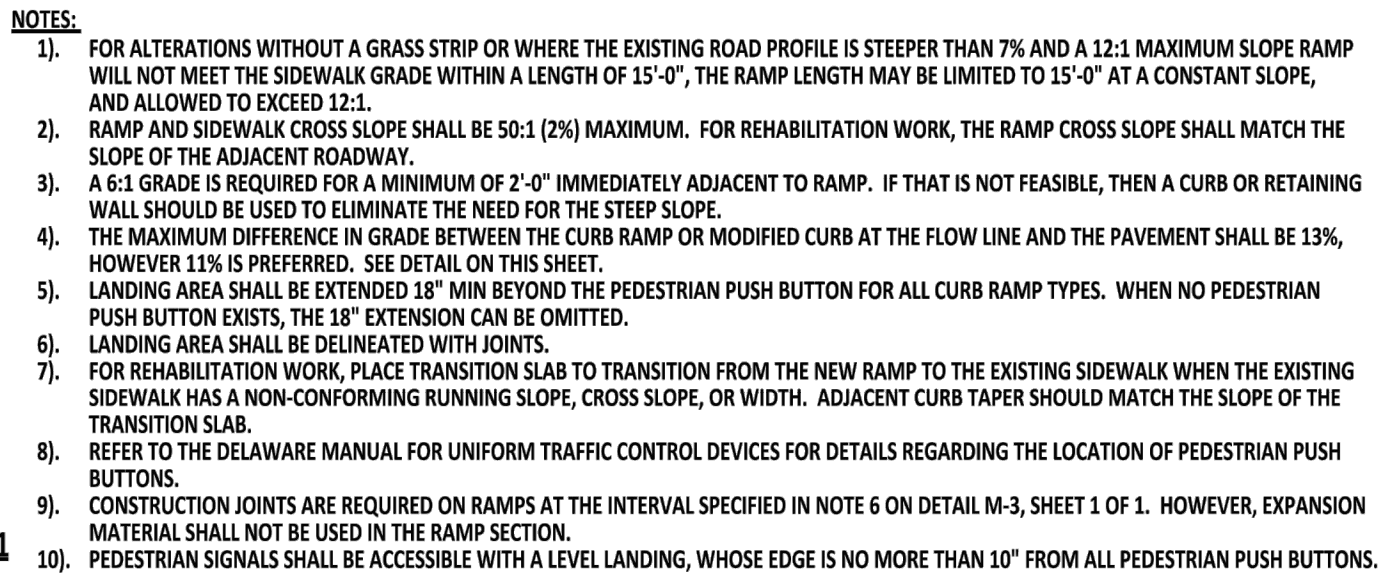 NOTES:
1). FOR ALTERATIONS WITHOUT A GRASS STRIP OR WHERE THE EXISTING ROAD PROFILE IS STEEPER THAN 7% AND A 12:1 MAXIMUM SLOPE RAMP
WILL NOT MEET THE SIDEWALK GRADE WITHIN A LENGTH OF 15'-0", THE RAMP LENGTH MAY BE LIMITED TO 15'-0" AT A CONSTANT SLOPE,
AND ALLOWED TO EXCEED 12:1.
2). RAMP AND SIDEWALK CROSS SLOPE SHALL BE 50:1 (2%) MAXIMUM. FOR REHABILITATION WORK, THE RAMP CROSS SLOPE SHALL MATCH THE
SLOPE OF THE ADJACENT ROADWAY.
3). A 6:1 GRADE IS REQUIRED FOR A MINIMUM OF 2'-0" IMMEDIATELY ADJACENT TO RAMP. IF THAT IS NOT FEASIBLE, THEN A CURB OR RETAINING
WALL SHOULD BE USED TO ELIMINATE THE NEED FOR THE STEEP SLOPE.
4). THE MAXIMUM DIFFERENCE IN GRADE BETWEEN THE CURB RAMP OR MODIFIED CURB AT THE FLOW LINE AND THE PAVEMENT SHALL BE 13%,
HOWEVER 11% IS PREFERRED. SEE DETAIL ON THIS SHEET.
5). LANDING AREA SHALL BE EXTENDED 18" MIN BEYOND THE PEDESTRIAN PUSH BUTTON FOR ALL CURB RAMP TYPES. WHEN NO PEDESTRIAN
PUSH BUTTON EXISTS, THE 18" EXTENSION CAN BE OMITTED.
6). LANDING AREA SHALL BE DELINEATED WITH JOINTS.
7). FOR REHABILITATION WORK, PLACE TRANSITION SLAB TO TRANSITION FROM THE NEW RAMP TO THE EXISTING SIDEWALK WHEN THE EXISTING
SIDEWALK HAS A NON-CONFORMING RUNNING SLOPE, CROSS SLOPE, OR WIDTH. ADJACENT CURB TAPER SHOULD MATCH THE SLOPE OF THE
TRANSITION SLAB.
8). REFER TO THE DELAWARE MANUAL FOR UNIFORM TRAFFIC CONTROL DEVICES FOR DETAILS REGARDING THE LOCATION OF PEDESTRIAN PUSH
BUTTONS.
9). CONSTRUCTION JOINTS ARE REQUIRED ON RAMPS AT THE INTERVAL SPECIFIED IN NOTE 6 ON DETAIL M-3, SHEET 1 OF 1. HOWEVER, EXPANSION
MATERIAL SHALL NOT BE USED IN THE RAMP SECTION.
1
10). PEDESTRIAN SIGNALS SHALL BE ACCESSIBLE WITH A LEVEL LANDING, WHOSE EDGE IS NO MORE THAN 10" FROM ALL PEDESTRIAN PUSH BUTTONS.